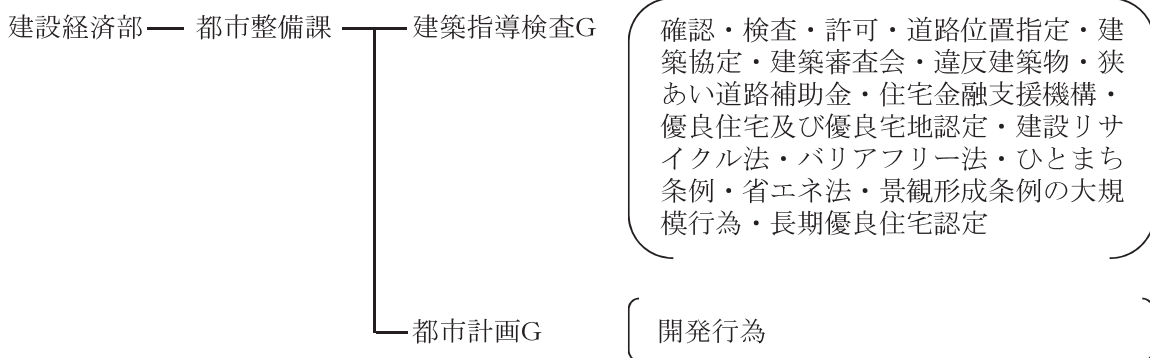 建設経済部 都市整備課 建築指導検査G
確認・検査・許可・道路位置指定・建
築協定・建築審査会・違反建築物・狭
あい道路補助金・住宅金融支援機構・
優良住宅及び優良宅地認定・建設リサ
イクル法・バリアフリー法・ひとまち
条例・省エネ法・景観形成条例の大規
模行為・長期優良住宅認定
都市計画G
開発行為